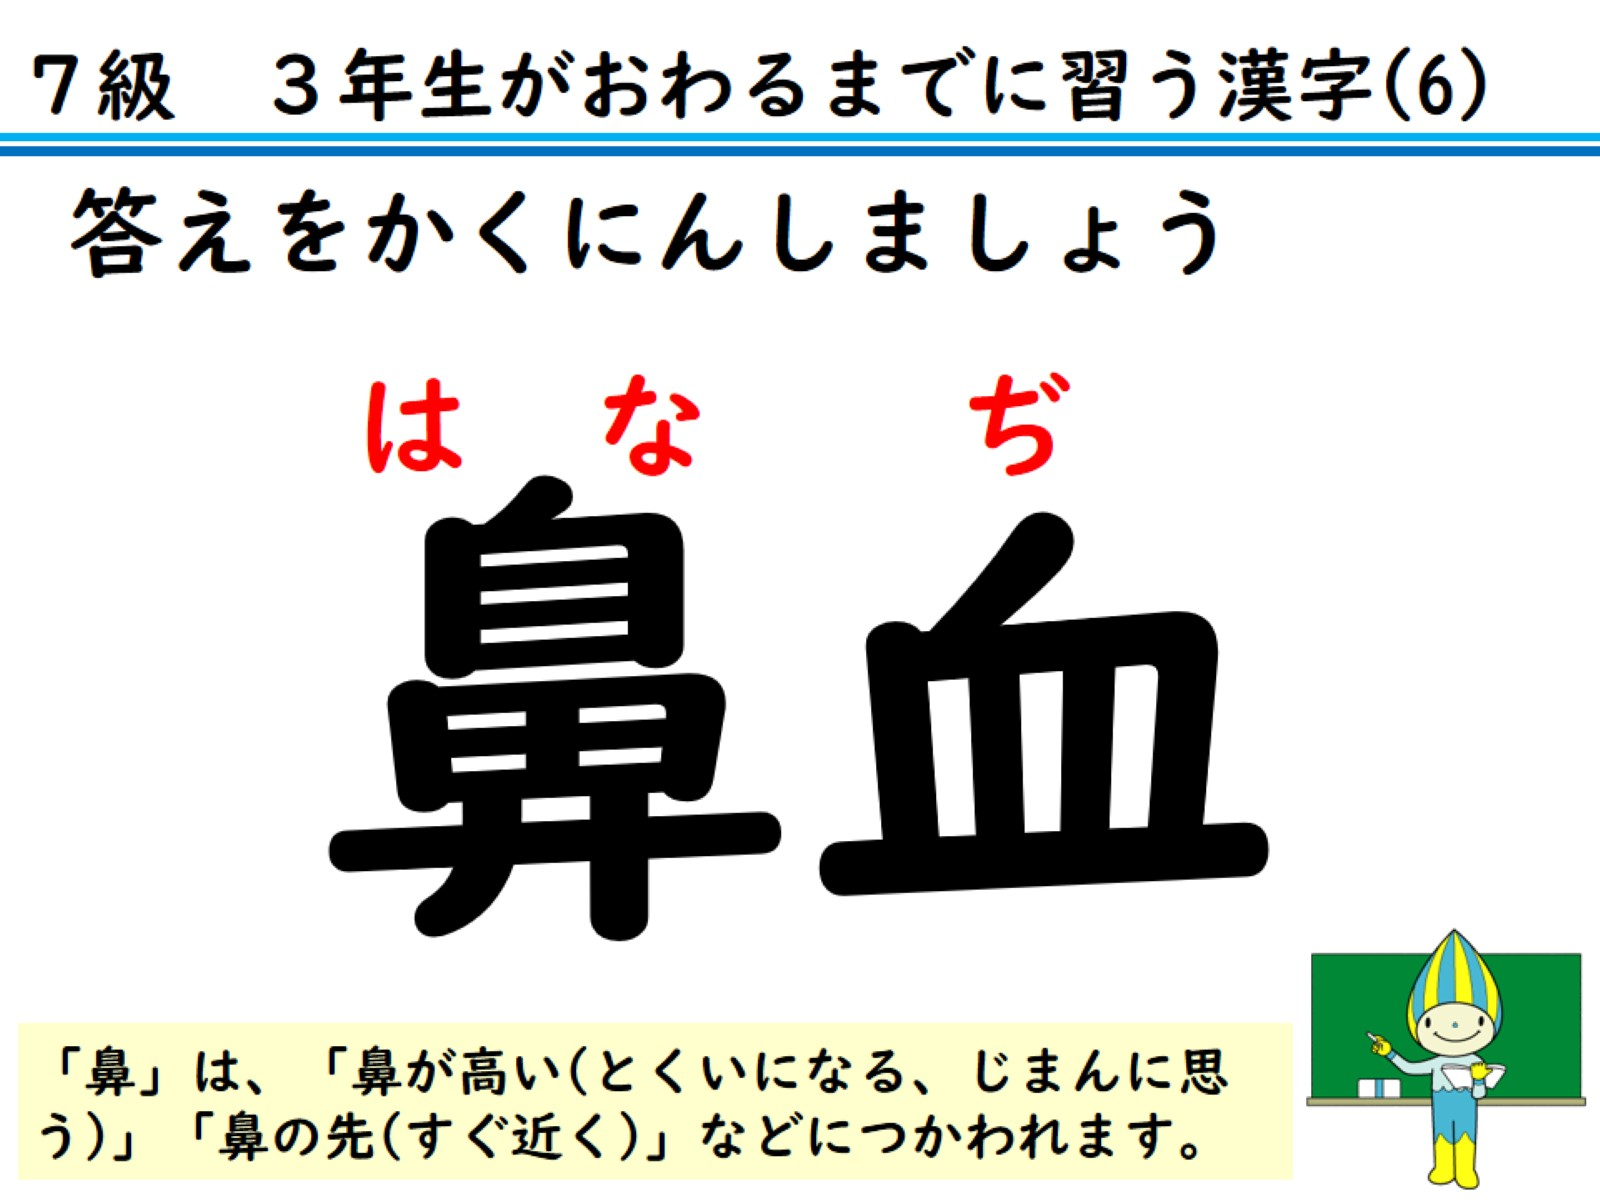 ７級　３年生がおわるまでに習う漢字(6)
答えをかくにんしましょう
はなぢ
鼻血
「鼻」は、「鼻が高い(とくいになる、じまんに思
う)」「鼻の先(すぐ近く)」などにつかわれます。